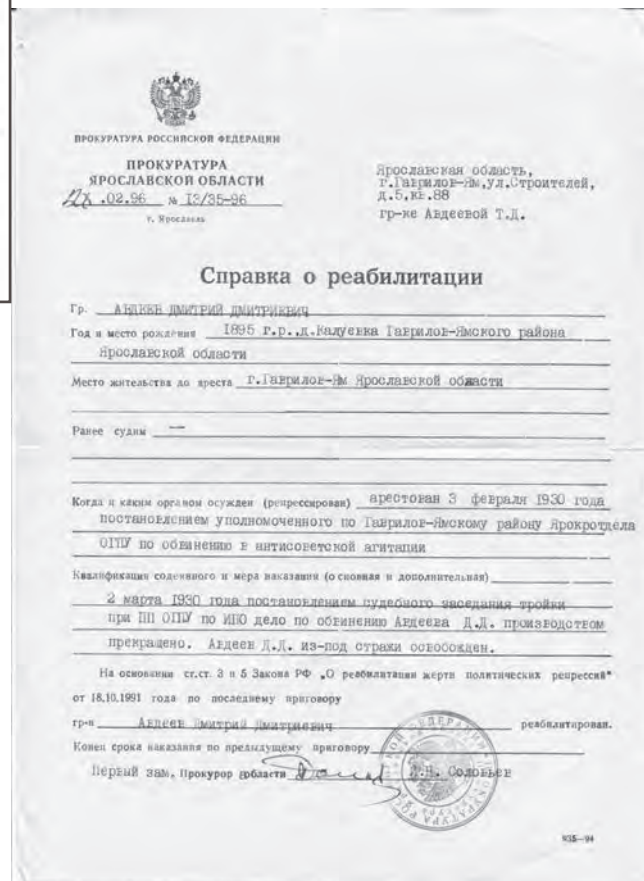 ПРОКУРАТУРА РОССИЙСКОЙ ФЕДЕРАЦИИ
ПРОКУРАТУРА
ЯРОСЛАВСКОЙ ОБЛАСТИ
.02.96 № 13/35-96
г. Ярославль
Ярославская область,
г.Гаврилов-Ям,ул.Строителей,
д.5,кв.88
гр-ке Авдеевой Т.Д.
Справка о реабилитации
Гр. АВДЕЕВ ДМИТРИЙ ДМИТРИЕВИЧ
Год и место рождения 1895 г.р.,д.Калуевка Гаврилов-Ямского района
Ярославской области
Место жительства до ареста г.Гаврилов-Ям Ярославской области
Ранее судим —
Когда и каким органом осужден (репрессирован) арестован 3 февраля 1930 года
постановлением уполномоченного по Гаврилов-Ямскому району Ярокротдела
ОГПУ по обвинению в антисоветской агитации
Квалификация содеянного и мера наказания (основная и дополнительная)
2 марта 1930 года постановлением судебного заседания тройки
при ПП ОГПУ по ИПО дело по обвинению Авдеева Д.Д. производством
прекращено. Авдеев Д.Д. из-под стражи освобожден.
На основании ст.ст. 3 и 5 Закона РФ „О реабилитации жертв политических репрессий"
от 18.10.1991 года по последнему приговору
гр-н Авдеев Дмитрий Дмитриевич реабилитирован.
Конец срока наказания по предыдущему приговору
Первый зам. Прокурор области Соловьев
935—94